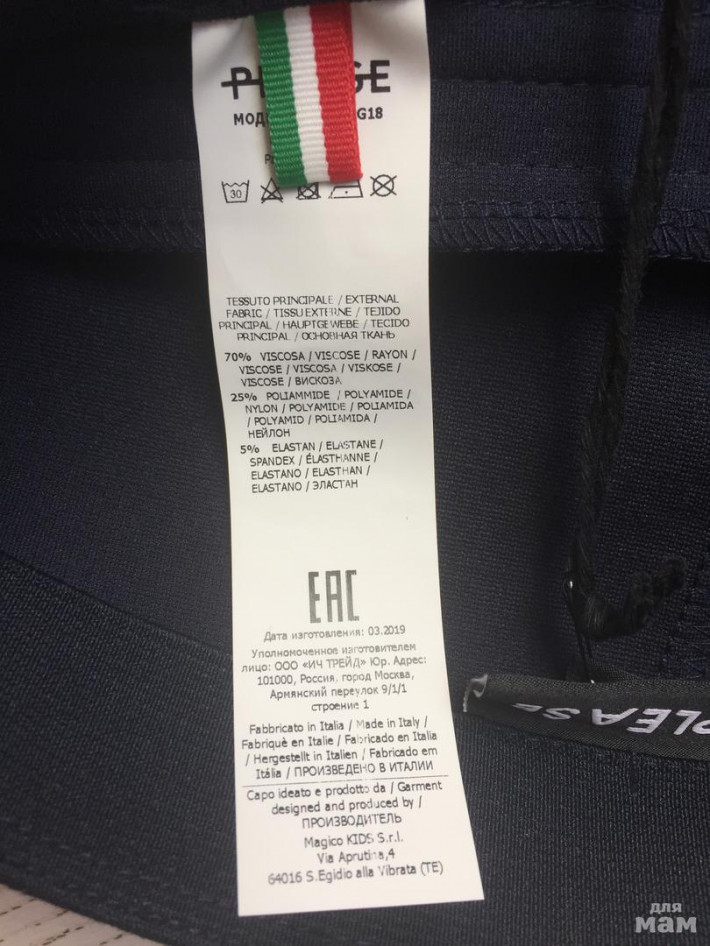 МОД
G18
30
TESSUTO PRINCIPALE / EXTERNAL
FABRIC / TISSU EXTERNE / TEJIDO
PRINCIPAL / HAUPTGEWEBE / TECIDO
PRINCIPAL / ОСНОВНАЯ ТКАНЬ
70% VISCOSA / VISCOSE / RAYON /
VISCOSE / VISCOSA / VISKOSE /
VISCOSE / ВИСКОЗА
25% POLIAMMIDE / POLYAMIDE /
NYLON / POLYAMIDE / POLIAMIDA
/ POLYAMID / POLIAMIDA /
НЕЙЛОН
5% ELASTAN / ELASTANE /
SPANDEX / ÉLASTHANNE /
ELASTANO / ELASTHAN /
ELASTANO / ЭЛАСТАН
EAC
Дата изготовления: 03.2019
Уполномоченное изготовителем
лицо: ООО «ИЧ ТРЕЙД» Юр. Адрес:
101000, Россия, город Москва,
Армянский переулок 9/1/1
строение 1
Fabbricato in Italia / Made in Italy /
Fabriqué en Italie / Fabricado en Italia
/ Hergestellt in Italien / Fabricado em
Itália / ПРОИЗВЕДЕНО В ИТАЛИИ
Capo ideato e prodotto da / Garment
designed and produced by /
ПРОИЗВОДИТЕЛЬ
Magico KIDS S.r.l.
Via Aprutina,4
64016 S.Egidio alla Vibrata (TE)
PLEASE
для
мам